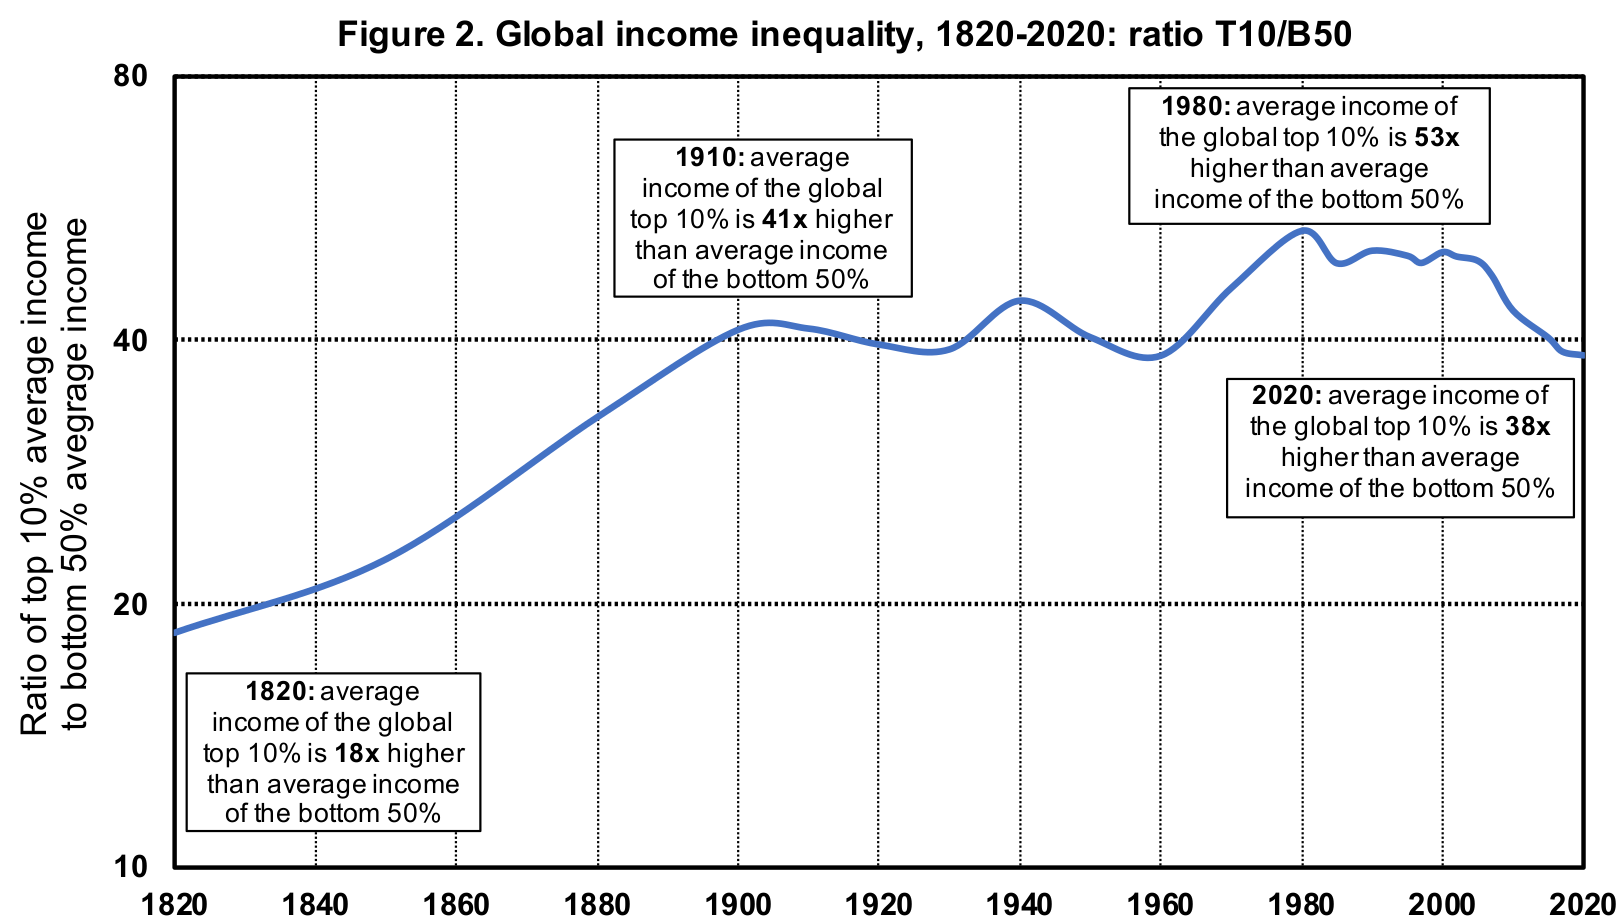 Figure 2. Global income inequality, 1820-2020: ratio T10/B50
Ratio of top 10% average income
to bottom 50% avegrage income
80
40
20
10
1910: average
income of the global
top 10% is 41x higher
than average income
of the bottom 50%
1980: average income of
the global top 10% is 53x
higher than average
income of the bottom 50%
2020: average income of
the global top 10% is 38x
higher than average
income of the bottom 50%
1820: average
income of the global
top 10% is 18x higher
than average income
of the bottom 50%
1820 1840 1860 1880 1900 1920 1940 1960 1980 2000 2020